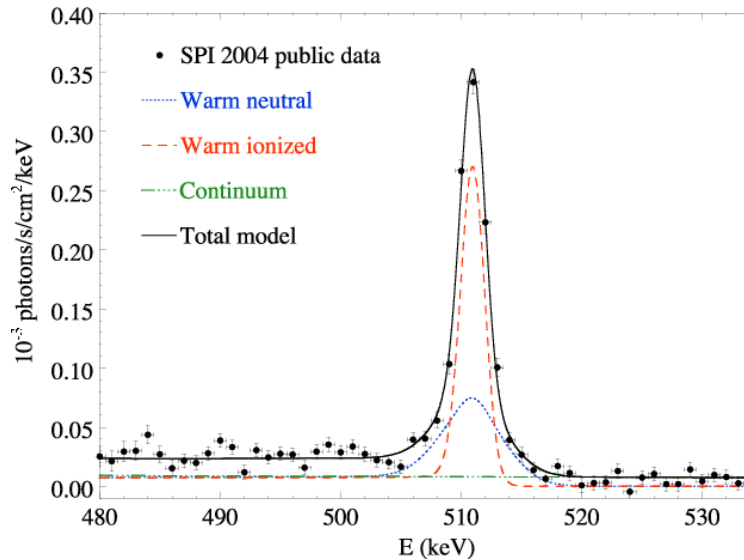 0.40
0.35
0.30
0.25
0.20
0.15
0.10
0.05
0.00
10⁻³ photons/s/cm²/keV
SPI 2004 public data
Warm neutral
Warm ionized
Continuum
Total model
480
490
500
510
520
530
E (keV)